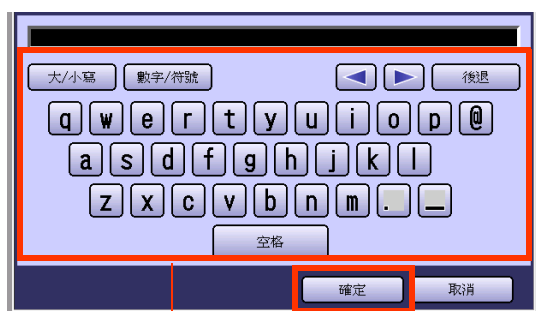 大/小寫 數字/符號 後退
q w e r t y u i o p @
a s d f g h j k l
z x c v b n m . _
空格
確定 取消